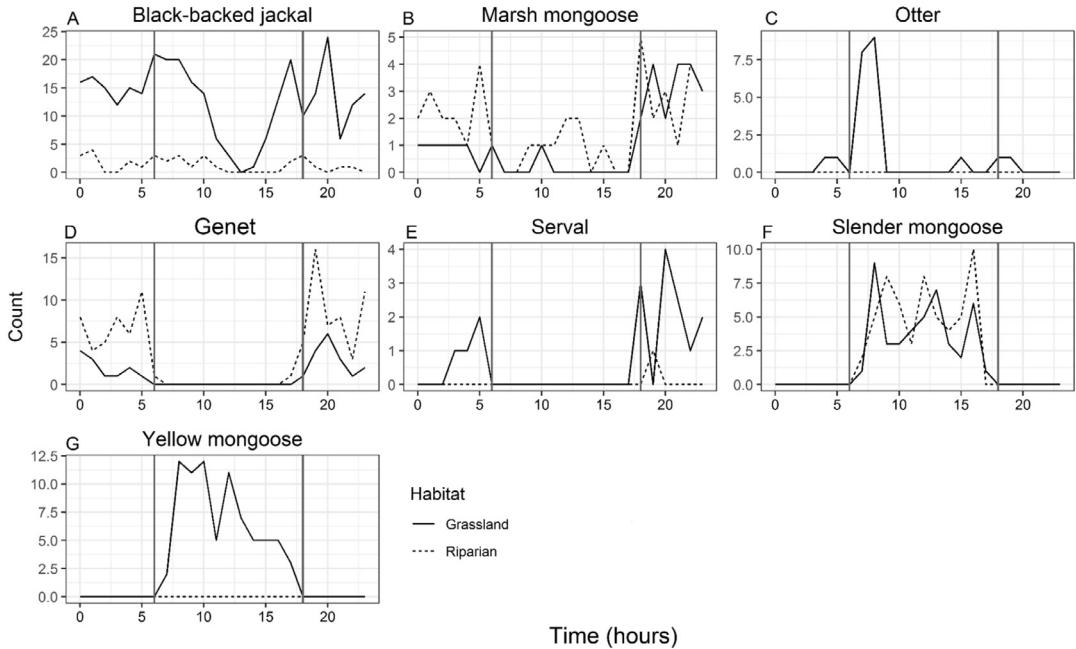 A Black-backed jackal
B Marsh mongoose
C Otter
25
20
15
10
5
0
0 5 10 15 20
5
4
3
2
1
0
0 5 10 15 20
7.5
5.0
2.5
0.0
0 5 10 15 20
D Genet
E Serval
F Slender mongoose
15
10
5
0
0 5 10 15 20
4
3
2
1
0
0 5 10 15 20
10.0
7.5
5.0
2.5
0.0
0 5 10 15 20
Count
G Yellow mongoose
12.5
10.0
7.5
5.0
2.5
0.0
0 5 10 15 20
Habitat
Grassland
Riparian
Time (hours)